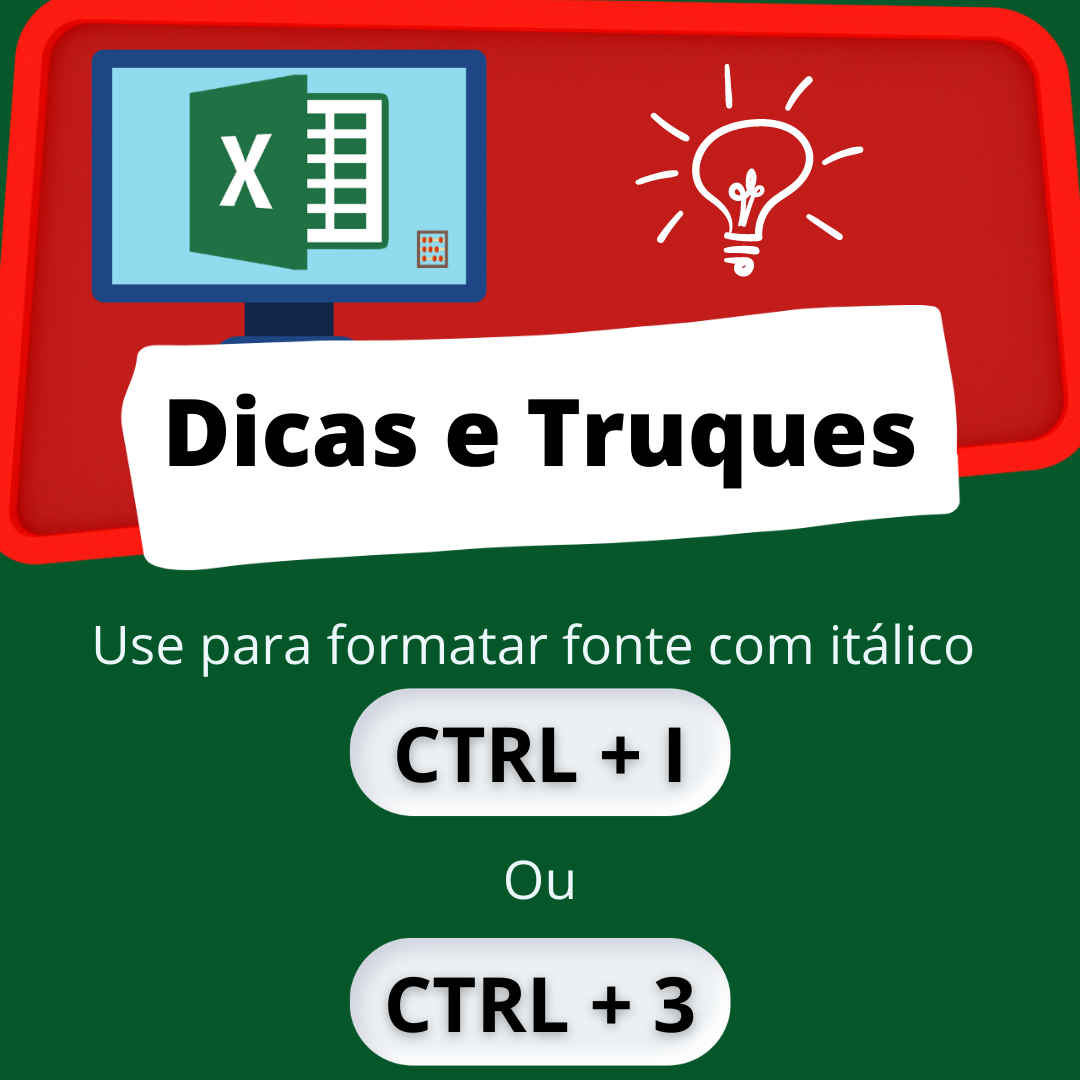 X
Dicas e Truques
Use para formatar fonte com itálico
CTRL + I
Ou
CTRL + 3